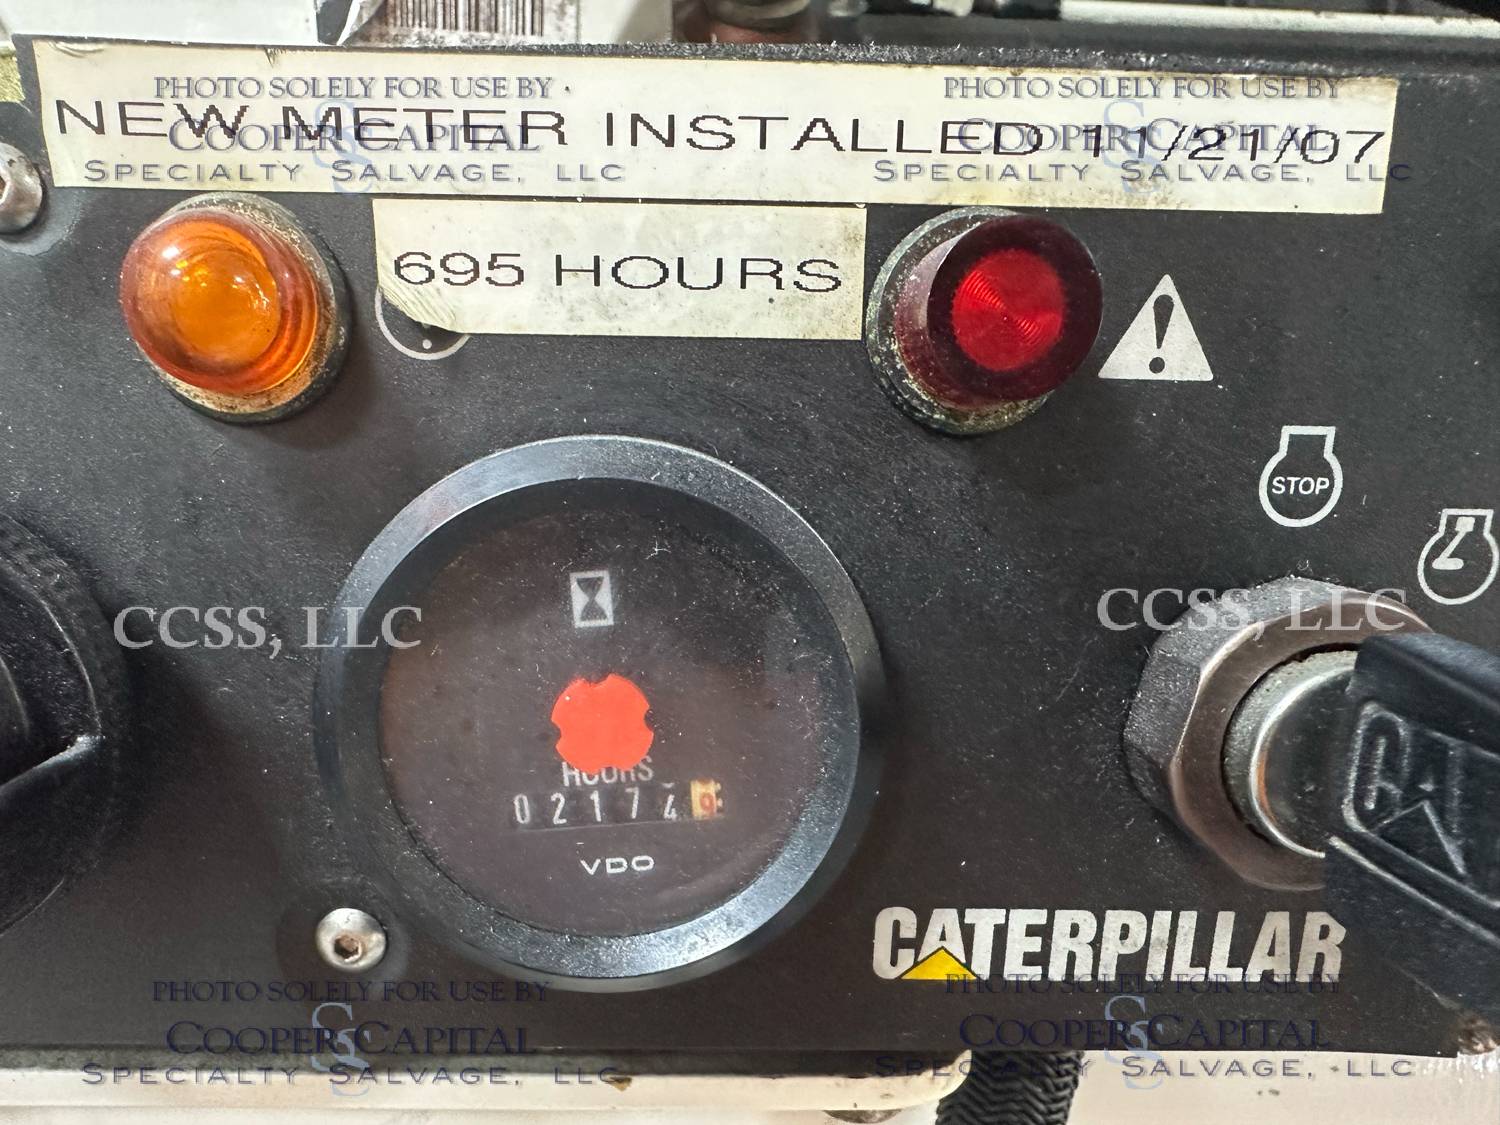 PHOTO SOLELY FOR USE BY
COOPER CAPITAL
SPECIALTY SALVAGE, LLC
PHOTO SOLELY FOR USE BY
COOPER CAPITAL
SPECIALTY SALVAGE, LLC
NEW METER INSTALLED 11/21/07
695 HOURS
STOP
CCSS, LLC
CCSS, LLC
HOURS
021749
VDO
CAT
CATERPILLAR
PHOTO SOLELY FOR USE BY
COOPER CAPITAL
SPECIALTY SALVAGE, LLC
PHOTO SOLELY FOR USE BY
COOPER CAPITAL
SPECIALTY SALVAGE, LLC